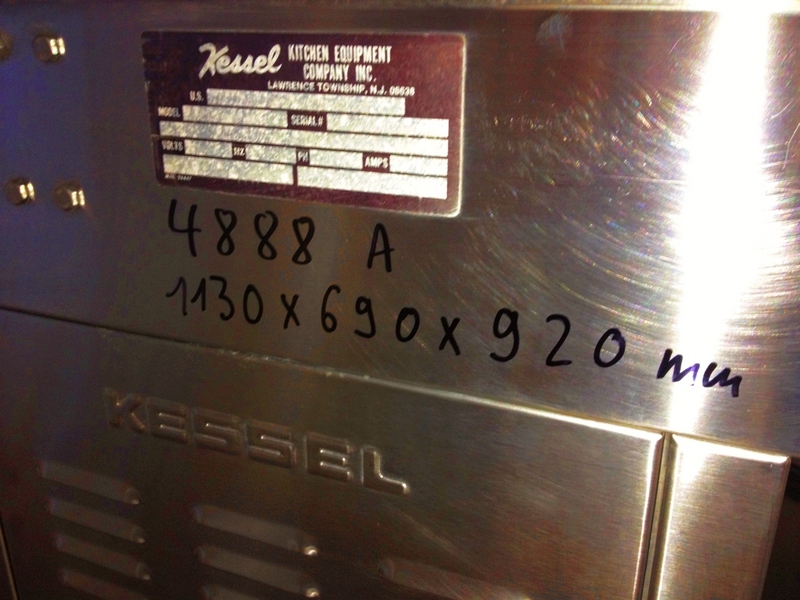 Kessel KITCHEN EQUIPMENT
COMPANY INC.
LAWRENCE TOWNSHIP, N.J. 08638
U.S.
MODEL SERIAL#
VOLTS HZ PH AMPS
4888 A
1130 x 690 x 920 mm
KESSEL